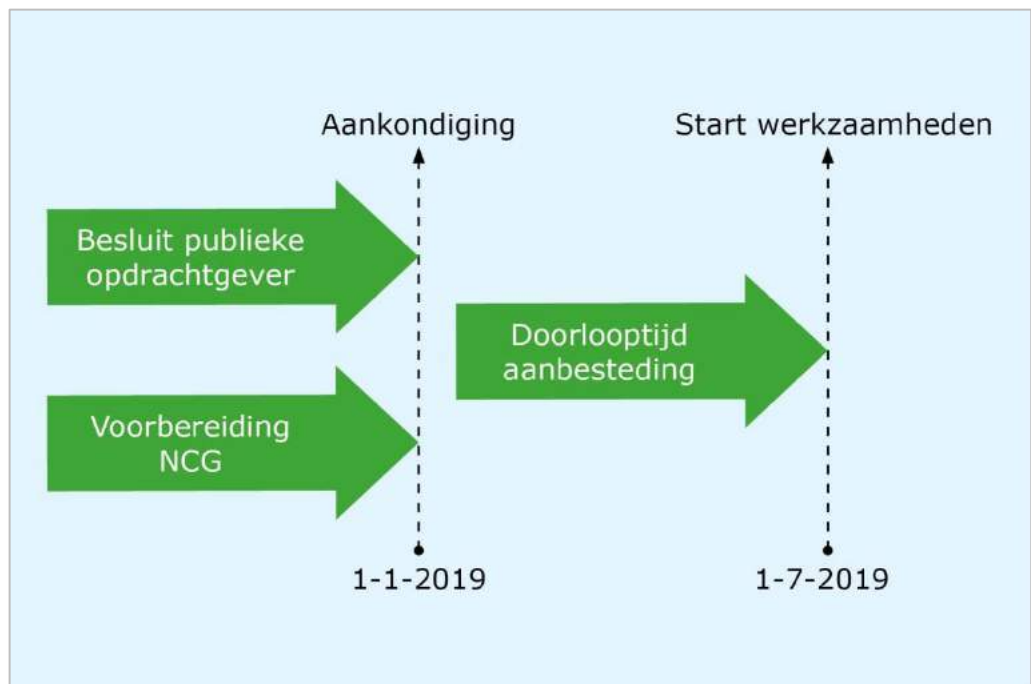 Aankondiging
Start werkzaamheden
Besluit publieke
opdrachtgever
Doorlooptijd
aanbesteding
Voorbereiding
NCG
1-1-2019
1-7-2019